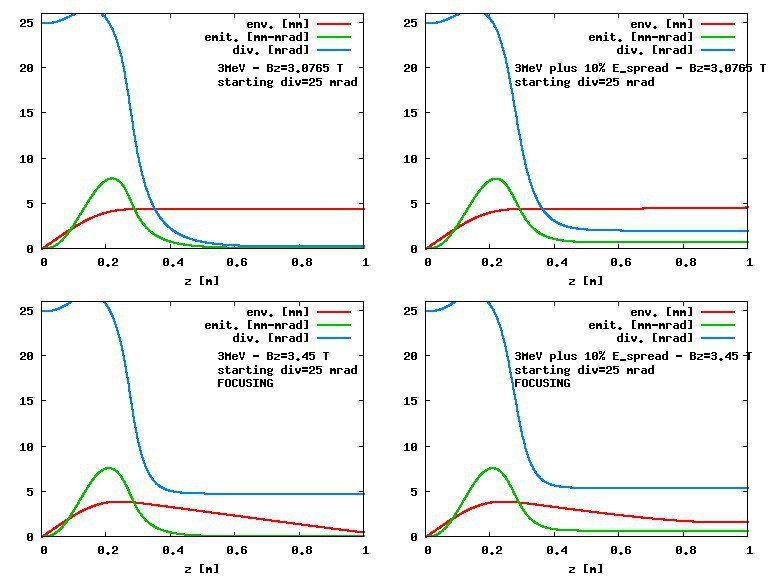 25
20
15
10
5
0
0
0.2
0.4
0.6
0.8
1
z [m]
env. [mm]
emit. [mm-mrad]
div. [mrad]
3MeV - Bz=3.0765 T
starting div=25 mrad
25
20
15
10
5
0
0
0.2
0.4
0.6
0.8
1
z [m]
env. [mm]
emit. [mm-mrad]
div. [mrad]
3MeV plus 10% E_spread - Bz=3.0765 T
starting div=25 mrad
25
20
15
10
5
0
0
0.2
0.4
0.6
0.8
1
z [m]
env. [mm]
emit. [mm-mrad]
div. [mrad]
3MeV - Bz=3.45 T
starting div=25 mrad
FOCUSING
25
20
15
10
5
0
0
0.2
0.4
0.6
0.8
1
z [m]
env. [mm]
emit. [mm-mrad]
div. [mrad]
3MeV plus 10% E_spread - Bz=3.45 T
starting div=25 mrad
FOCUSING